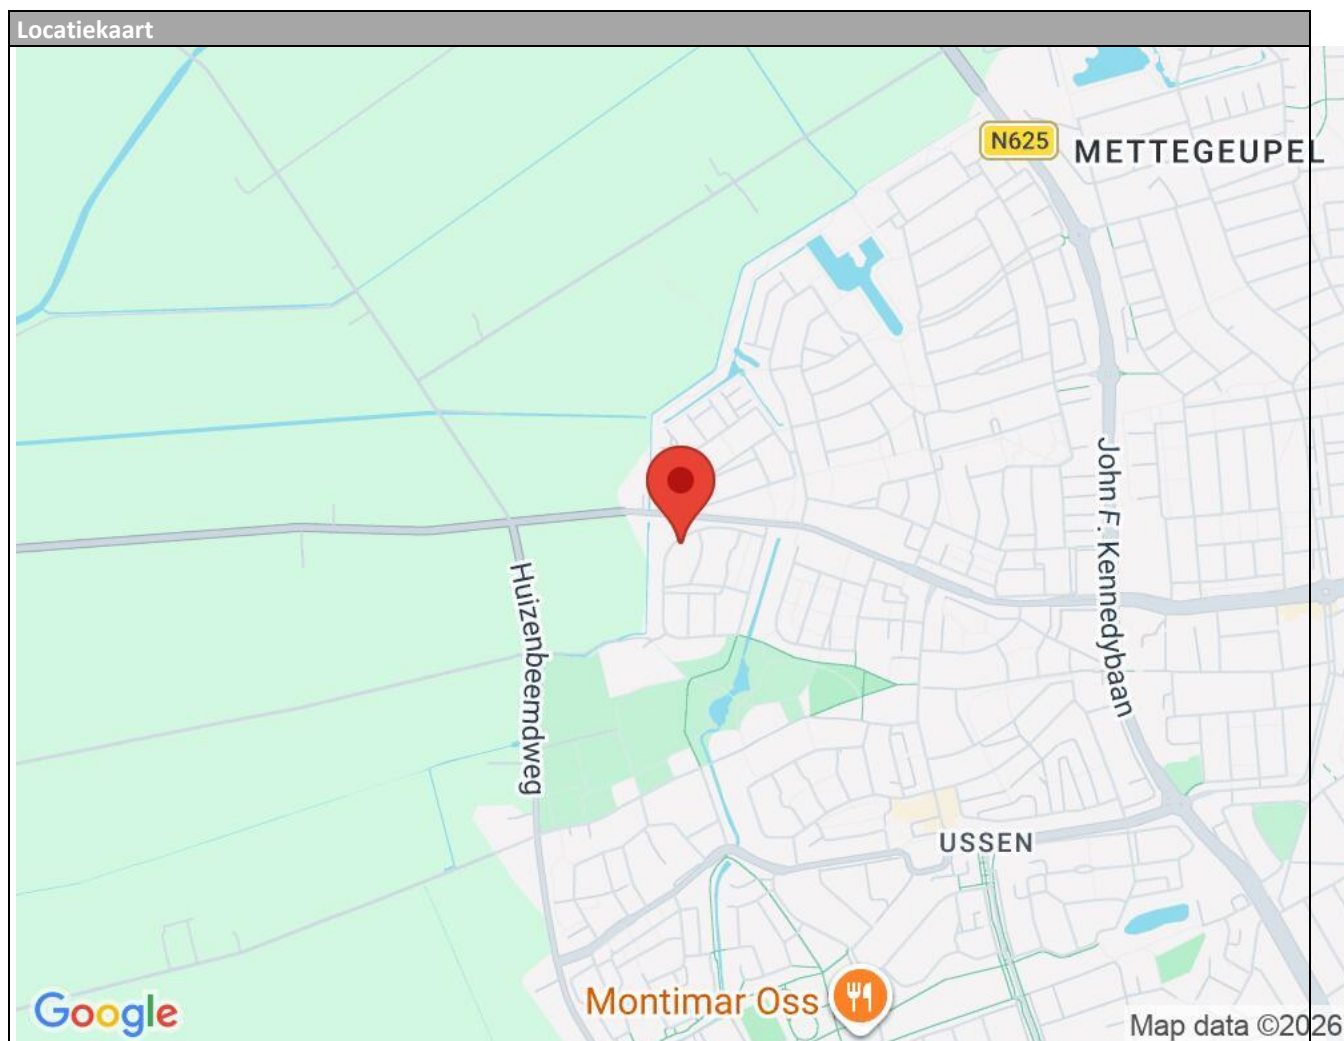 Locatiekaart
N625
METTEGEUPEL
John F. Kennedybaan
Huizenbeemdweg
USSEN
Montimar Oss
Google
Map data ©2026